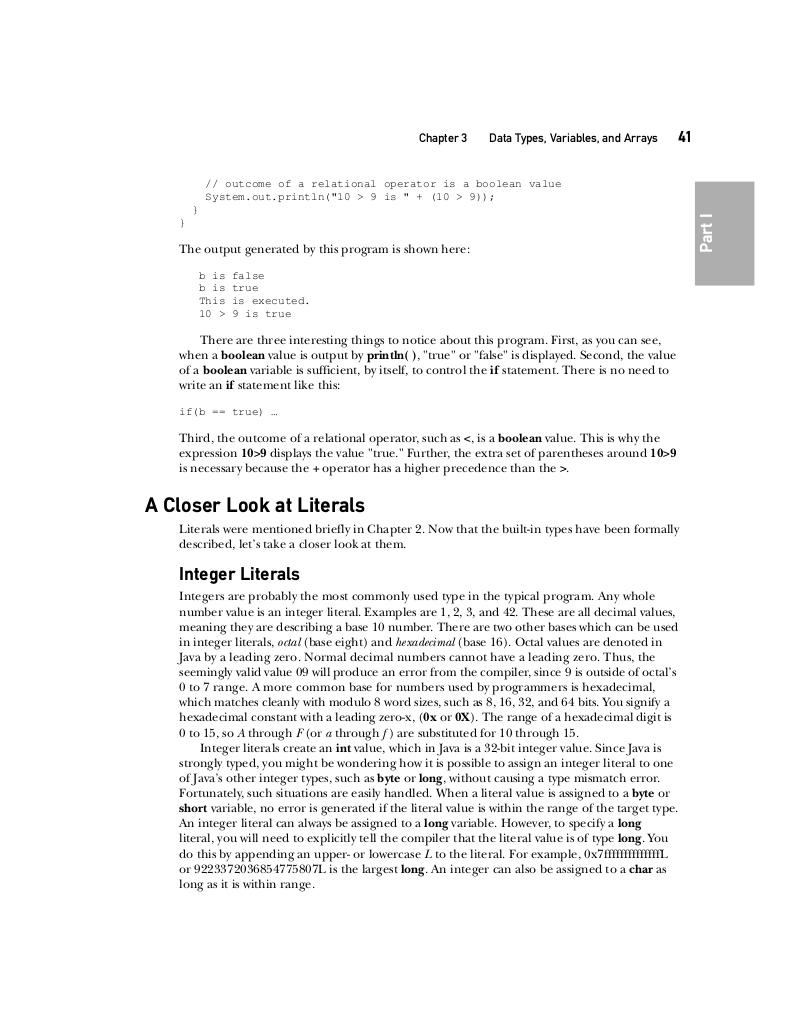 Chapter 3 Data Types, Variables, and Arrays 41
Part I
// outcome of a relational operator is a boolean value
System.out.println("10 > 9 is " + (10 > 9));
}
}
The output generated by this program is shown here:
b is false
b is true
This is executed.
10 > 9 is true
There are three interesting things to notice about this program. First, as you can see,
when a boolean value is output by println( ), "true" or "false" is displayed. Second, the value
of a boolean variable is sufficient, by itself, to control the if statement. There is no need to
write an if statement like this:
if(b == true) …
Third, the outcome of a relational operator, such as <, is a boolean value. This is why the
expression 10>9 displays the value "true." Further, the extra set of parentheses around 10>9
is necessary because the + operator has a higher precedence than the >.
A Closer Look at Literals
Literals were mentioned briefly in Chapter 2. Now that the built-in types have been formally
described, let's take a closer look at them.
Integer Literals
Integers are probably the most commonly used type in the typical program. Any whole
number value is an integer literal. Examples are 1, 2, 3, and 42. These are all decimal values,
meaning they are describing a base 10 number. There are two other bases which can be used
in integer literals, octal (base eight) and hexadecimal (base 16). Octal values are denoted in
Java by a leading zero. Normal decimal numbers cannot have a leading zero. Thus, the
seemingly valid value 09 will produce an error from the compiler, since 9 is outside of octal's
0 to 7 range. A more common base for numbers used by programmers is hexadecimal,
which matches cleanly with modulo 8 word sizes, such as 8, 16, 32, and 64 bits. You signify a
hexadecimal constant with a leading zero-x, (0x or 0X). The range of a hexadecimal digit is
0 to 15, so A through F (or a through f ) are substituted for 10 through 15.
Integer literals create an int value, which in Java is a 32-bit integer value. Since Java is
strongly typed, you might be wondering how it is possible to assign an integer literal to one
of Java's other integer types, such as byte or long, without causing a type mismatch error.
Fortunately, such situations are easily handled. When a literal value is assigned to a byte or
short variable, no error is generated if the literal value is within the range of the target type.
An integer literal can always be assigned to a long variable. However, to specify a long
literal, you will need to explicitly tell the compiler that the literal value is of type long. You
do this by appending an upper- or lowercase L to the literal. For example, 0x7fffffffffffffffL
or 9223372036854775807L is the largest long. An integer can also be assigned to a char as
long as it is within range.